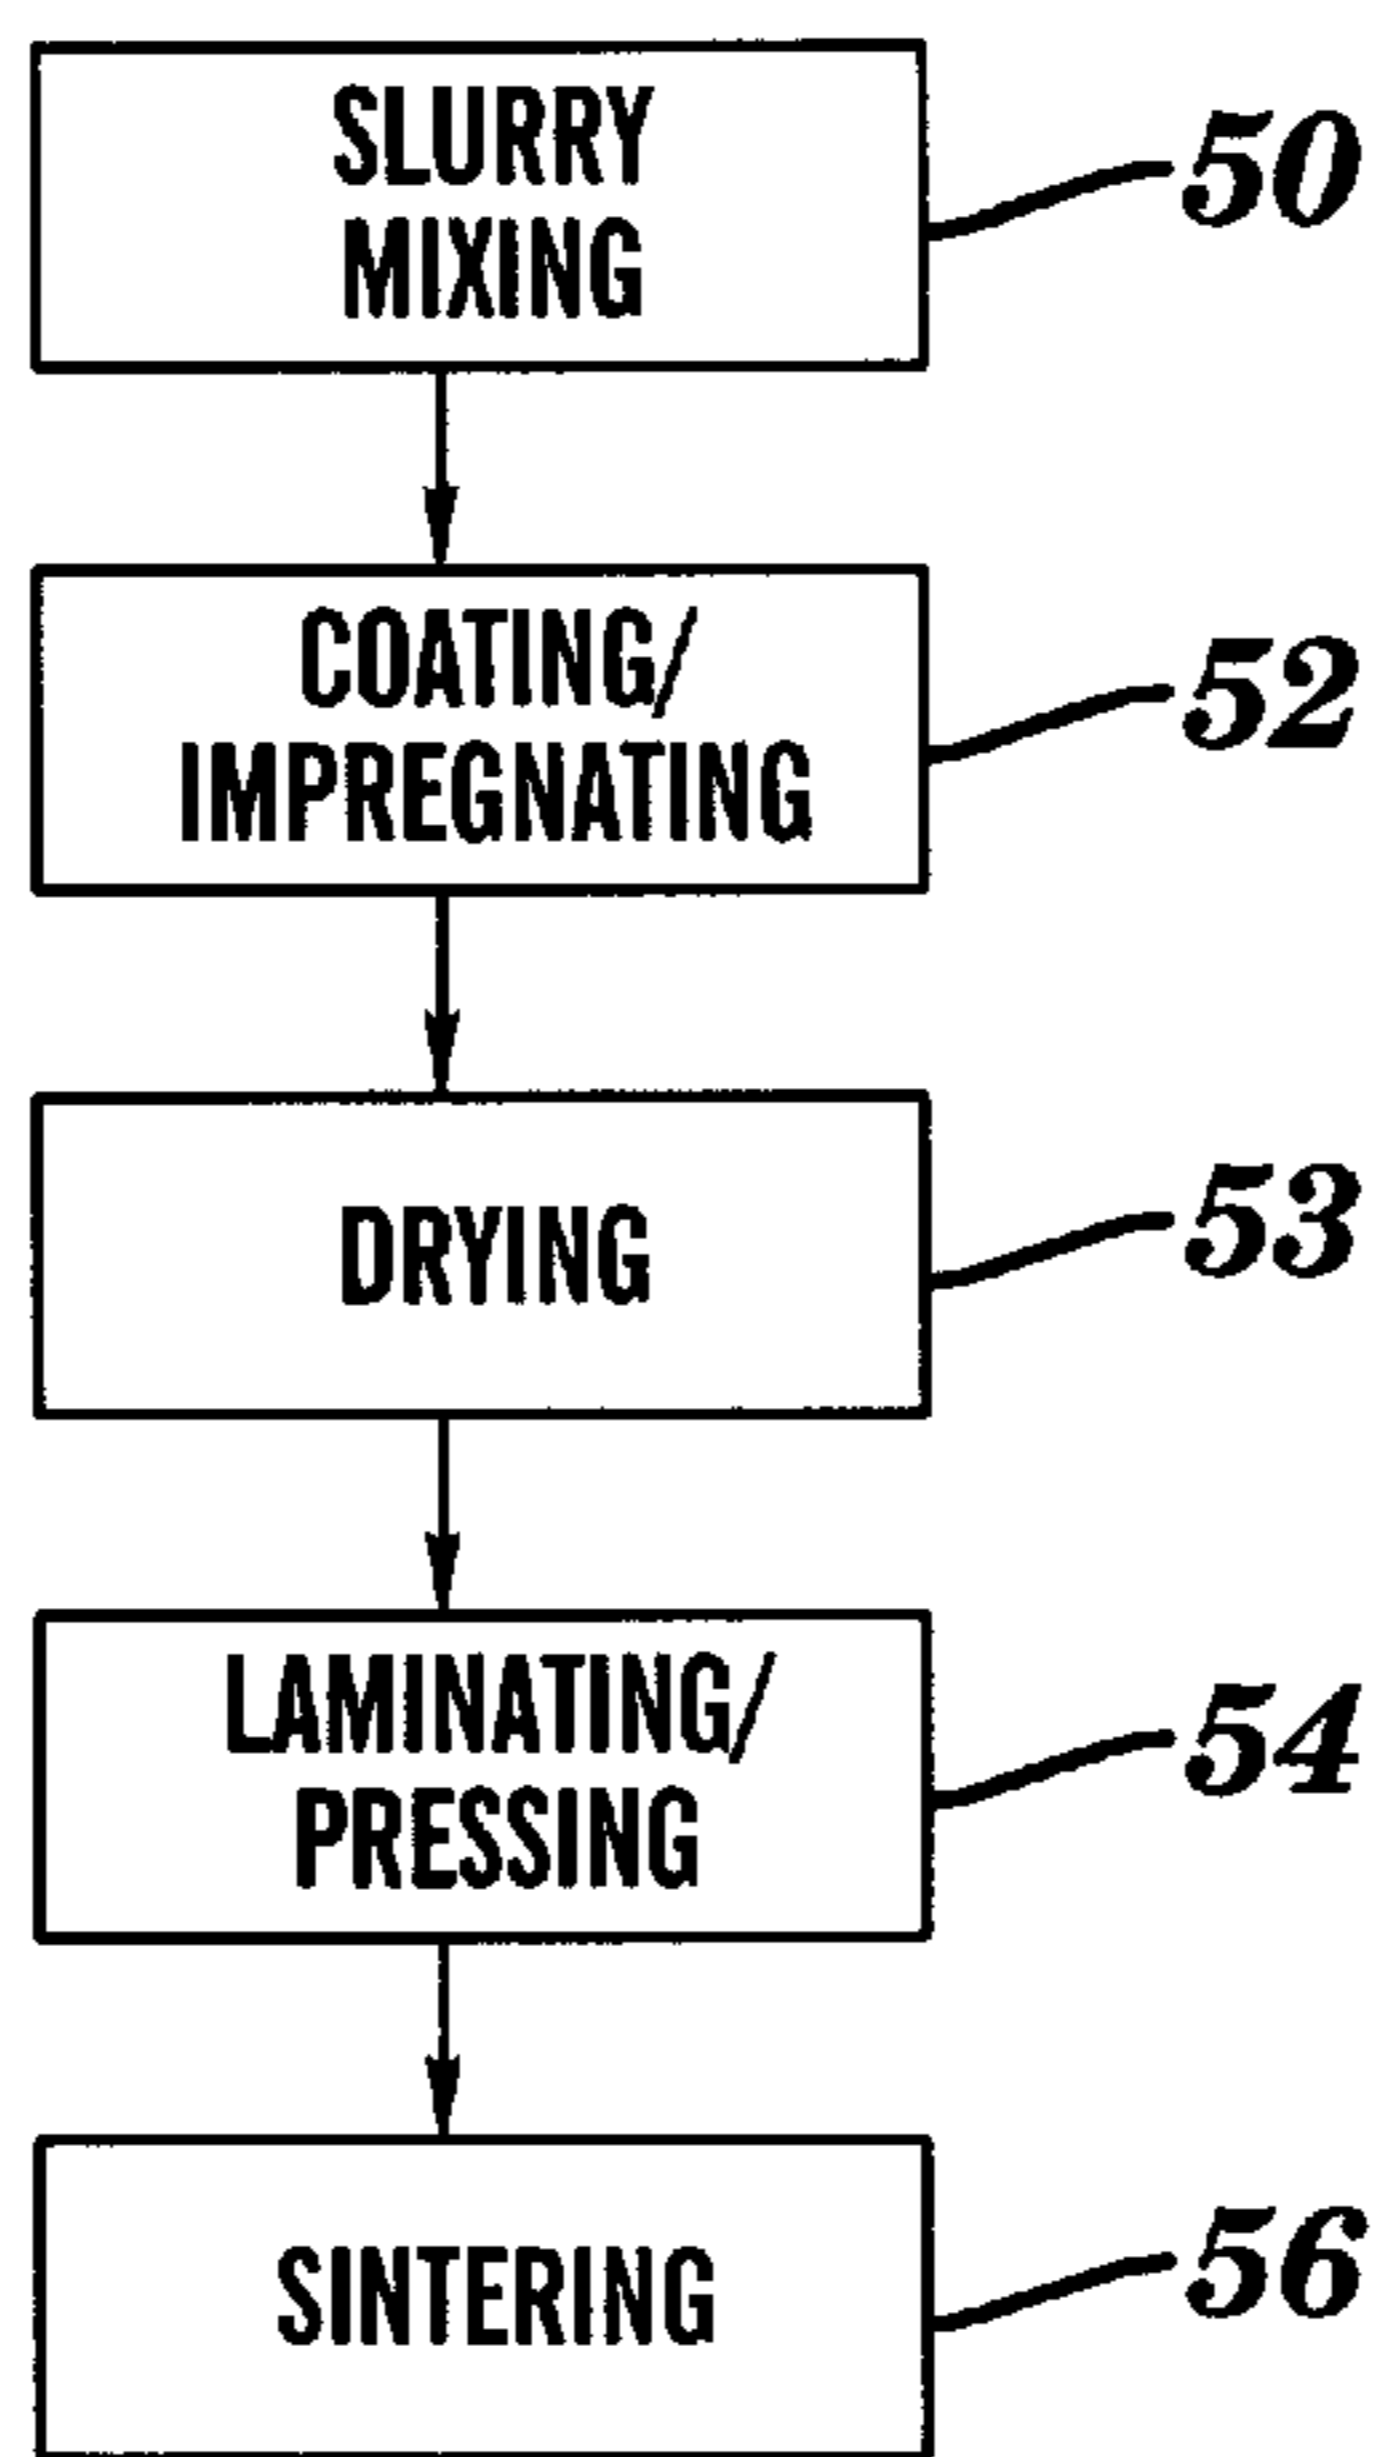 SLURRY
MIXING
50
COATING/
IMPREGNATING
52
DRYING
53
LAMINATING/
PRESSING
54
SINTERING
56